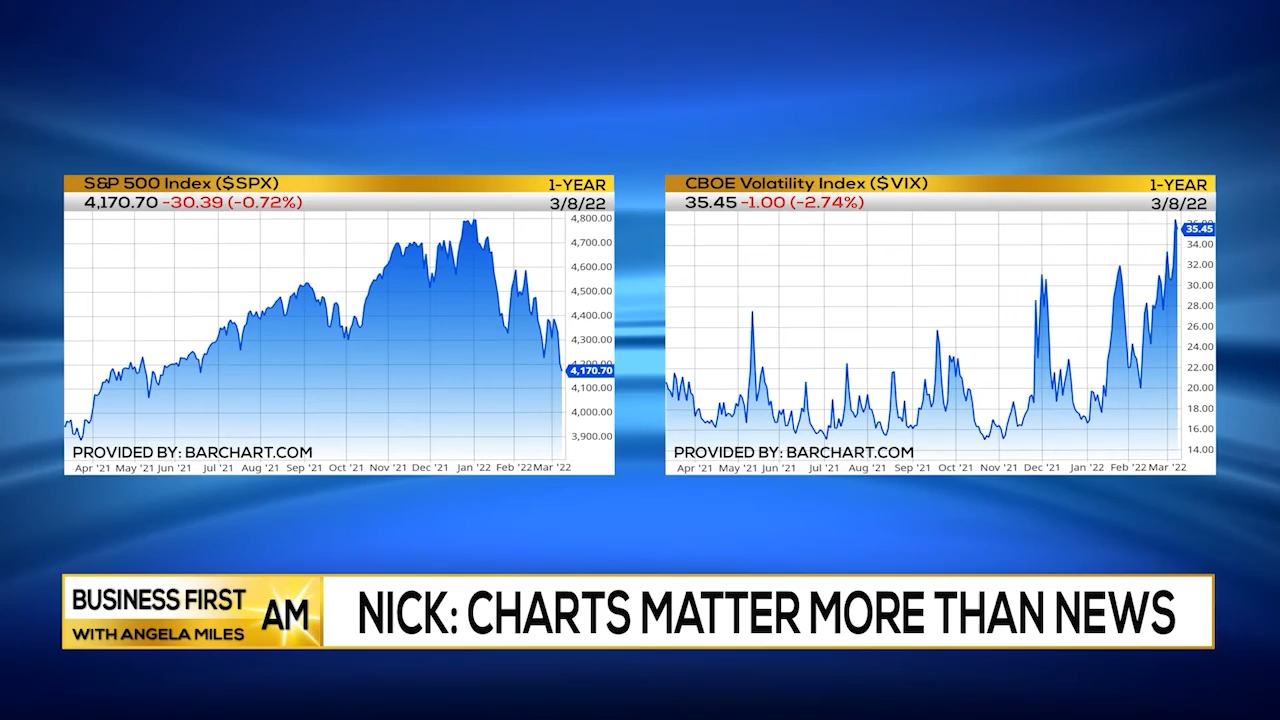 S&P 500 Index ($SPX)
1-YEAR
4,170.70 -30.39 (-0.72%)
3/8/22
4,800.00
4,700.00
4,600.00
4,500.00
4,400.00
4,300.00
4,200.00
4,170.70
4,100.00
4,000.00
3,900.00
PROVIDED BY: BARCHART.COM
Apr '21 May '21 Jun '21 Jul '21 Aug '21 Sep '21 Oct '21 Nov '21 Dec '21 Jan '22 Feb '22 Mar '22
CBOE Volatility Index ($VIX)
1-YEAR
35.45 -1.00 (-2.74%)
3/8/22
36.00
35.45
34.00
32.00
30.00
28.00
26.00
24.00
22.00
20.00
18.00
16.00
14.00
PROVIDED BY: BARCHART.COM
Apr '21 May '21 Jun '21 Jul '21 Aug '21 Sep '21 Oct '21 Nov '21 Dec '21 Jan '22 Feb '22 Mar '22
BUSINESS FIRST
AM
WITH ANGELA MILES
NICK: CHARTS MATTER MORE THAN NEWS